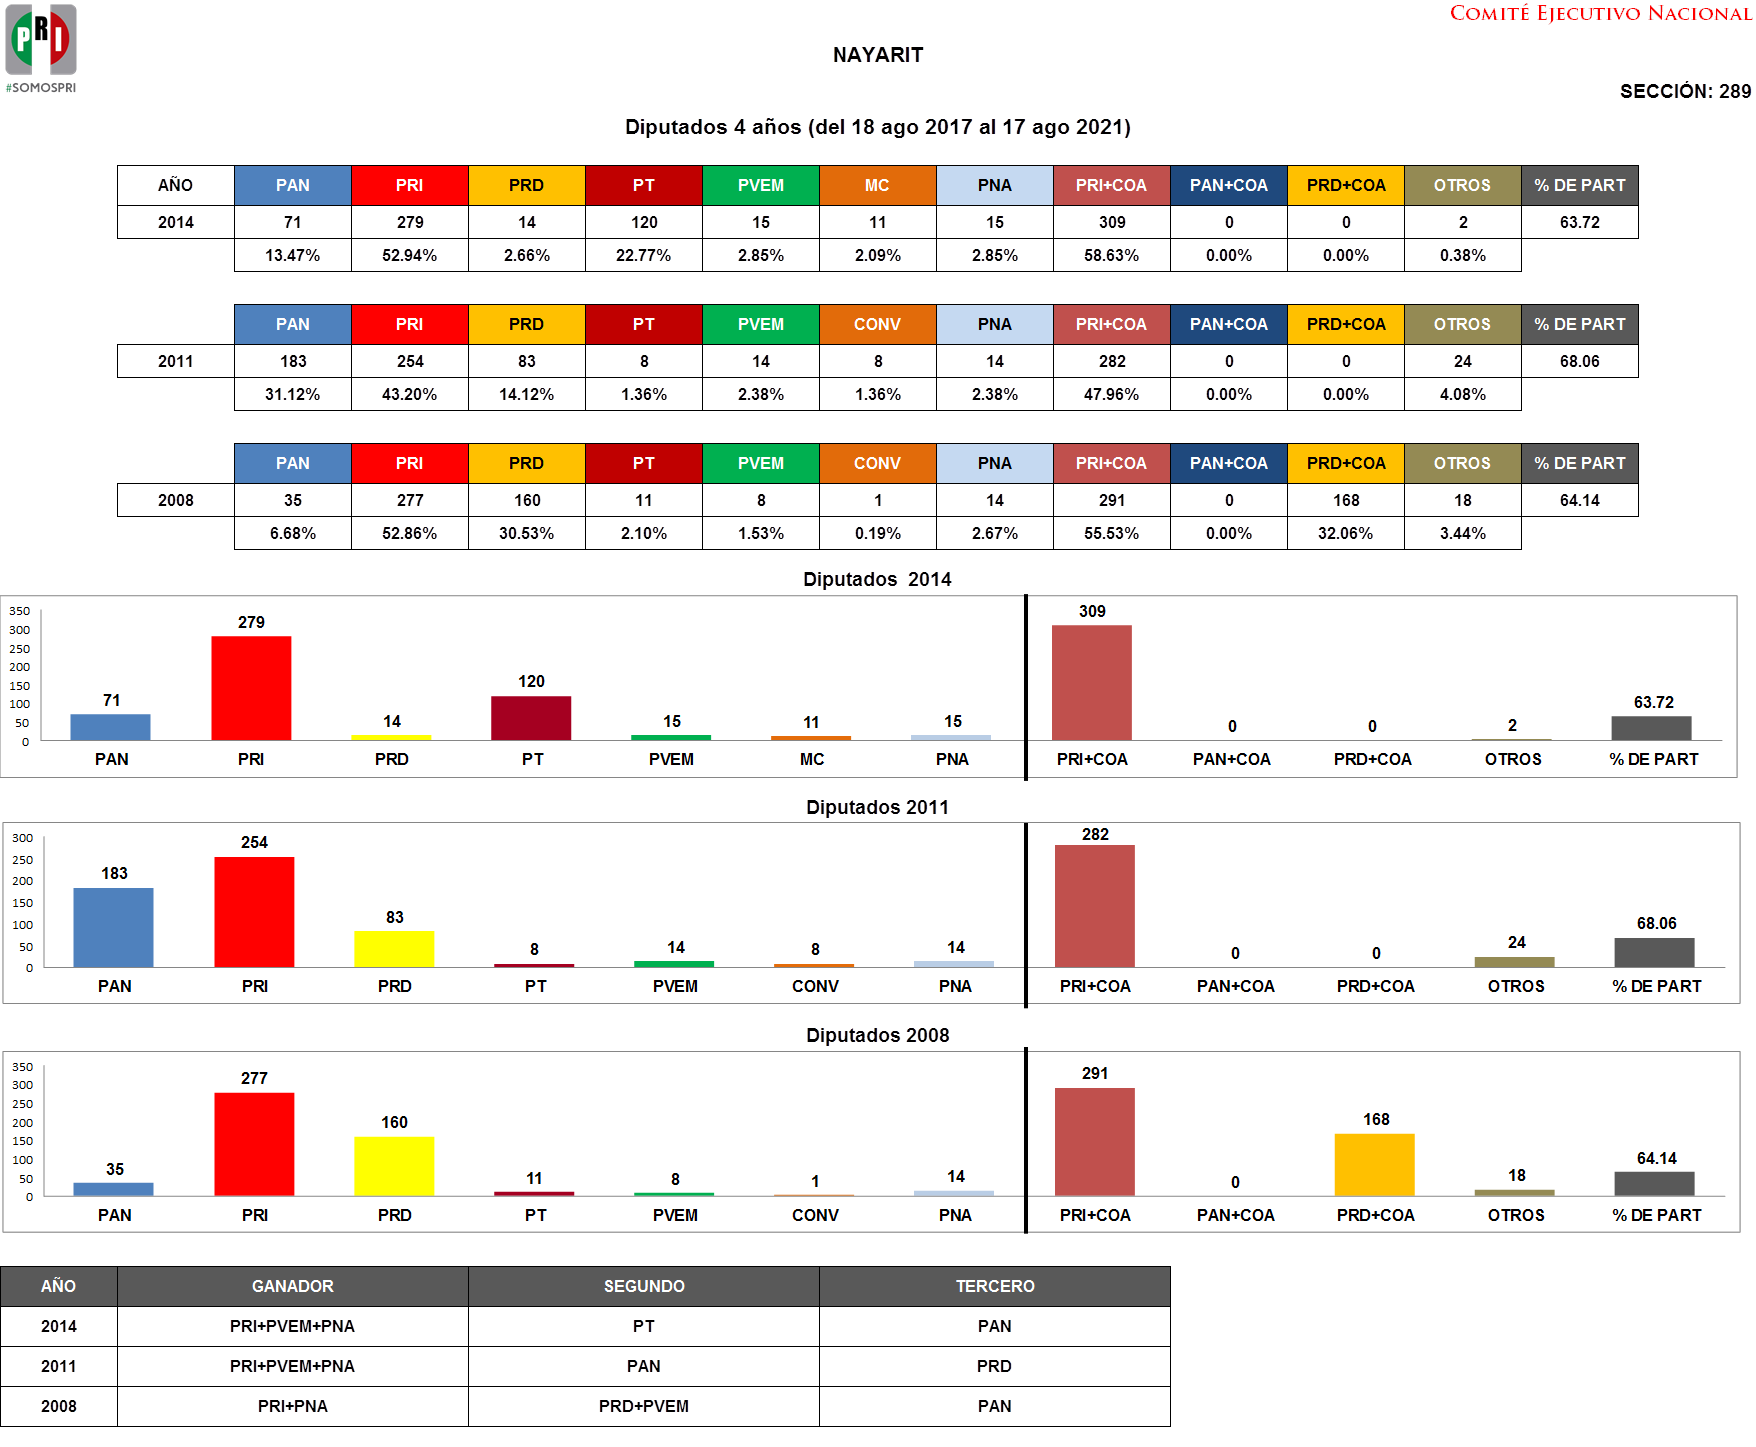 PRI
#SOMOSPRI
COMITÉ EJECUTIVO NACIONAL
NAYARIT
SECCIÓN: 289
Diputados 4 años (del 18 ago 2017 al 17 ago 2021)
AÑO PAN PRI PRD PT PVEM MC PNA PRI+COA PAN+COA PRD+COA OTROS % DE PART
2014 71 279 14 120 15 11 15 309 0 0 2 63.72
13.47% 52.94% 2.66% 22.77% 2.85% 2.09% 2.85% 58.63% 0.00% 0.00% 0.38%
PAN PRI PRD PT PVEM CONV PNA PRI+COA PAN+COA PRD+COA OTROS % DE PART
2011 183 254 83 8 14 8 14 282 0 0 24 68.06
31.12% 43.20% 14.12% 1.36% 2.38% 1.36% 2.38% 47.96% 0.00% 0.00% 4.08%
PAN PRI PRD PT PVEM CONV PNA PRI+COA PAN+COA PRD+COA OTROS % DE PART
2008 35 277 160 11 8 1 14 291 0 168 18 64.14
6.68% 52.86% 30.53% 2.10% 1.53% 0.19% 2.67% 55.53% 0.00% 32.06% 3.44%
Diputados 2014
350
300
250
200
150
100
50
0
71 279 14 120 15 11 15 309 0 0 2 63.72
PAN PRI PRD PT PVEM MC PNA PRI+COA PAN+COA PRD+COA OTROS % DE PART
Diputados 2011
300
250
200
150
100
50
0
183 254 83 8 14 8 14 282 0 0 24 68.06
PAN PRI PRD PT PVEM CONV PNA PRI+COA PAN+COA PRD+COA OTROS % DE PART
Diputados 2008
350
300
250
200
150
100
50
0
35 277 160 11 8 1 14 291 0 168 18 64.14
PAN PRI PRD PT PVEM CONV PNA PRI+COA PAN+COA PRD+COA OTROS % DE PART
AÑO GANADOR SEGUNDO TERCERO
2014 PRI+PVEM+PNA PT PAN
2011 PRI+PVEM+PNA PAN PRD
2008 PRI+PNA PRD+PVEM PAN